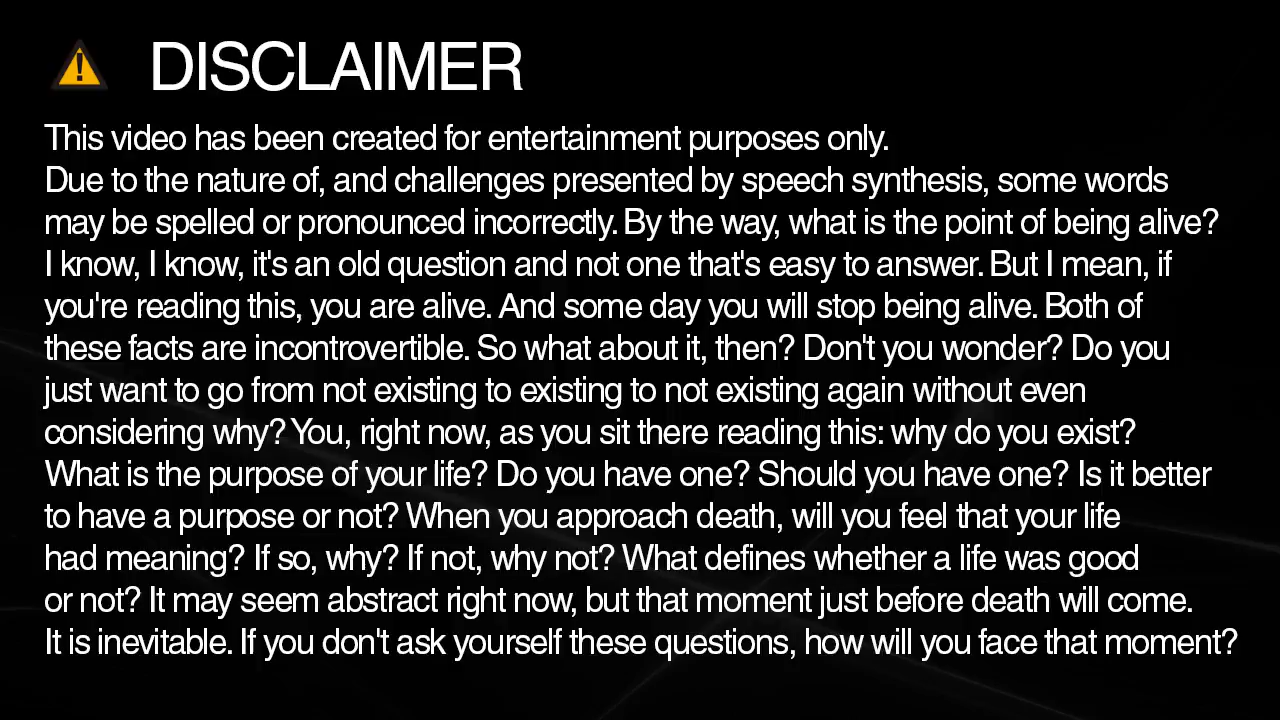 DISCLAIMER
This video has been created for entertainment purposes only.
Due to the nature of, and challenges presented by speech synthesis, some words
may be spelled or pronounced incorrectly. By the way, what is the point of being alive?
I know, I know, it's an old question and not one that's easy to answer. But I mean, if
you're reading this, you are alive. And some day you will stop being alive. Both of
these facts are incontrovertible. So what about it, then? Don't you wonder? Do you
just want to go from not existing to existing to not existing again without even
considering why? You, right now, as you sit there reading this: why do you exist?
What is the purpose of your life? Do you have one? Should you have one? Is it better
to have a purpose or not? When you approach death, will you feel that your life
had meaning? If so, why? If not, why not? What defines whether a life was good
or not? It may seem abstract right now, but that moment just before death will come.
It is inevitable. If you don't ask yourself these questions, how will you face that moment?